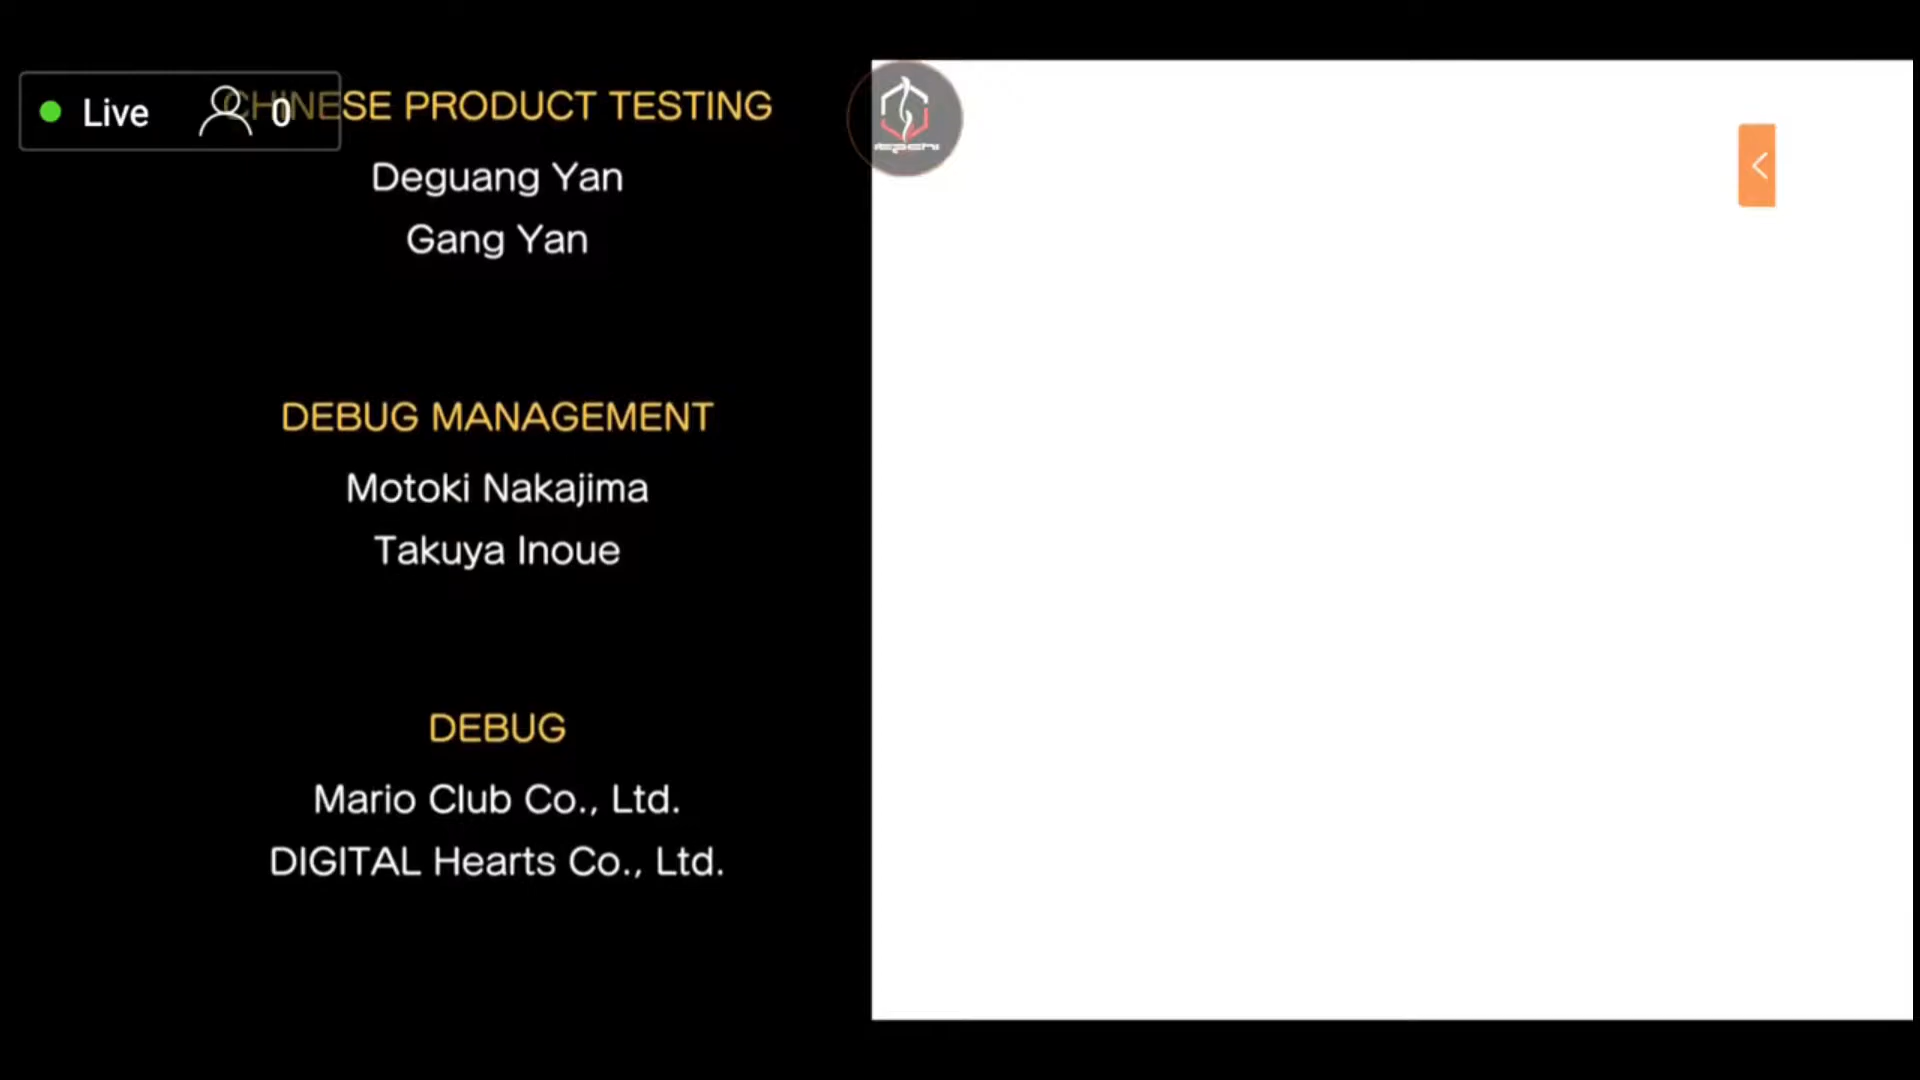 Live 0
CHINESE PRODUCT TESTING
Deguang Yan
Gang Yan
DEBUG MANAGEMENT
Motoki Nakajima
Takuya Inoue
DEBUG
Mario Club Co., Ltd.
DIGITAL Hearts Co., Ltd.